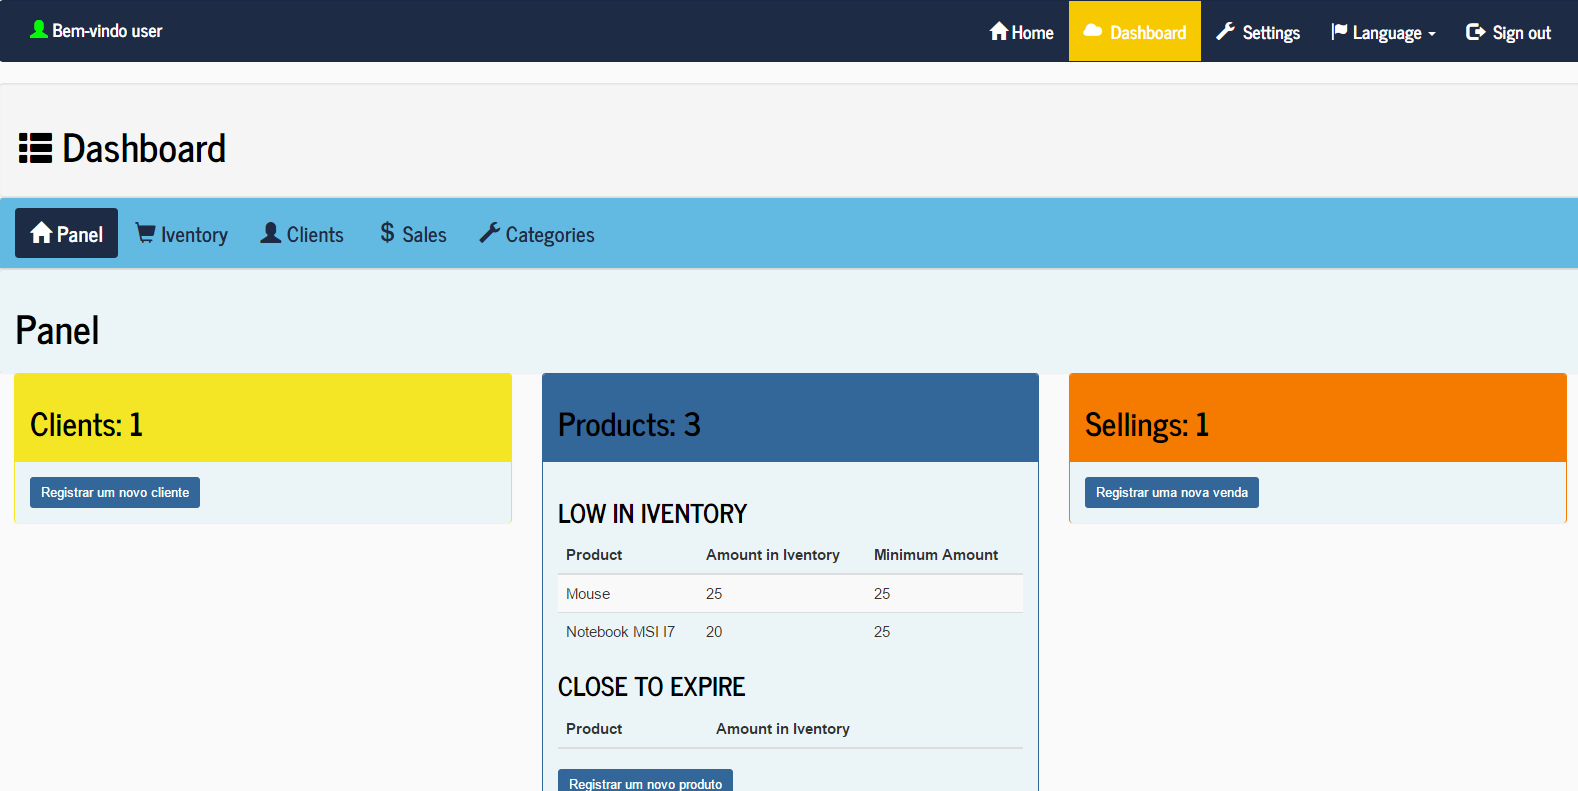 Bem-vindo user
Home
Dashboard
Settings
Language
Sign out
Dashboard
Panel
Iventory
Clients
$ Sales
Categories
Panel
Clients: 1
Registrar um novo cliente
Products: 3
LOW IN IVENTORY
Product Amount in Iventory Minimum Amount
Mouse 25 25
Notebook MSI I7 20 25
CLOSE TO EXPIRE
Product Amount in Iventory
Registrar um novo produto
Sellings: 1
Registrar uma nova venda